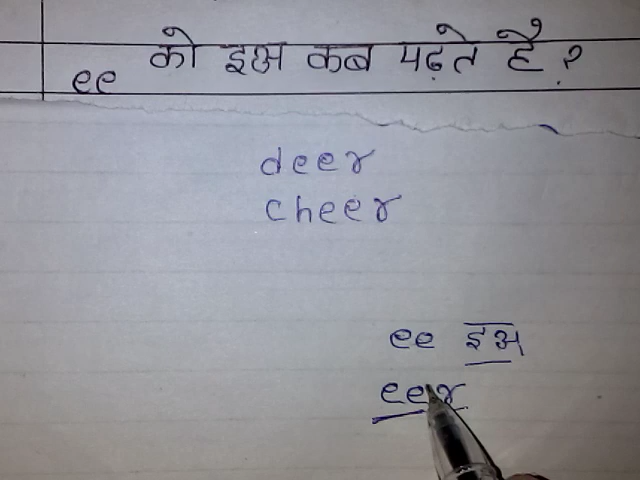 ee को इअ कब पढ़ते है ?
deer
cheer
ee इअ
eer